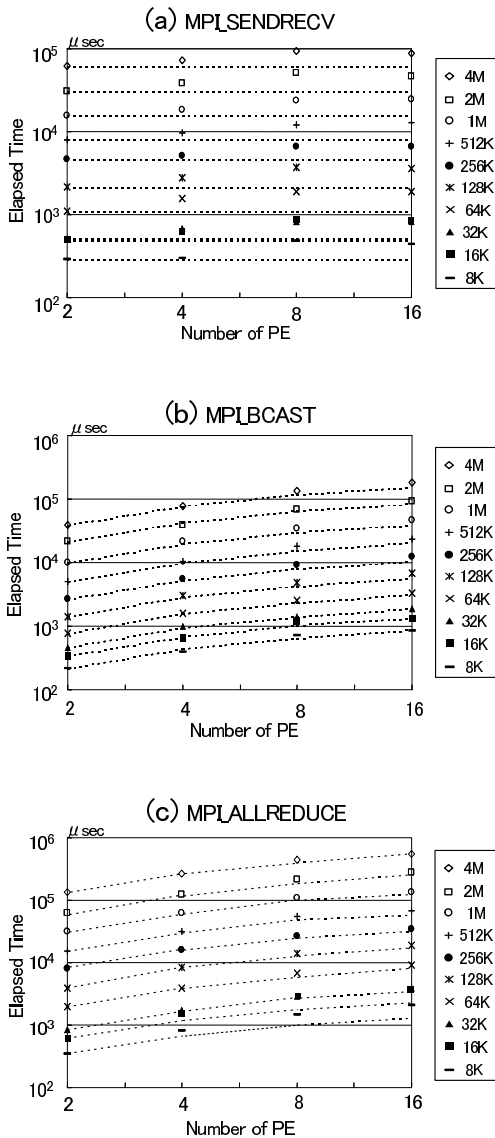 (a) MPI_SENDRECV
μ sec
10^5
10^4
10^3
10^2
Elapsed Time
2 4 8 16
Number of PE
4M
2M
1M
512K
256K
128K
64K
32K
16K
8K
(b) MPI_BCAST
μ sec
10^6
10^5
10^4
10^3
10^2
Elapsed Time
2 4 8 16
Number of PE
4M
2M
1M
512K
256K
128K
64K
32K
16K
8K
(c) MPI_ALLREDUCE
μ sec
10^6
10^5
10^4
10^3
10^2
Elapsed Time
2 4 8 16
Number of PE
4M
2M
1M
512K
256K
128K
64K
32K
16K
8K